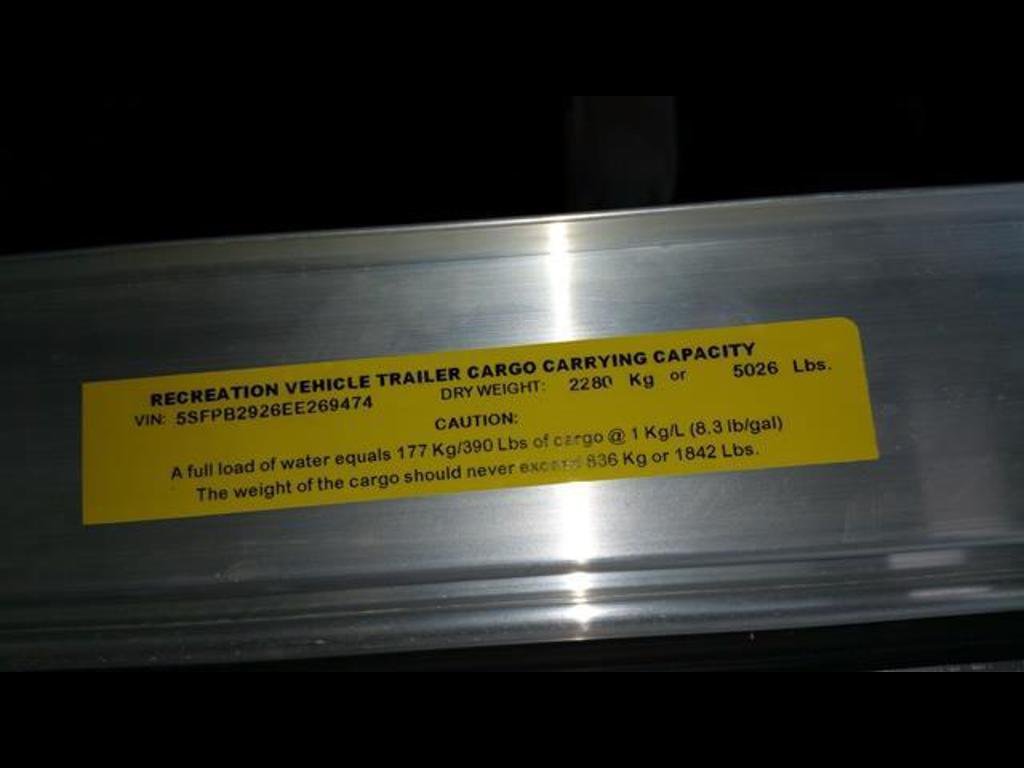 RECREATION VEHICLE TRAILER CARGO CARRYING CAPACITY
VIN: 5SFPB2926EE269474 DRY WEIGHT: 2280 Kg or 5026 Lbs.
CAUTION:
A full load of water equals 177 Kg/390 Lbs of cargo @ 1 Kg/L (8.3 lb/gal)
The weight of the cargo should never exceed 836 Kg or 1842 Lbs.